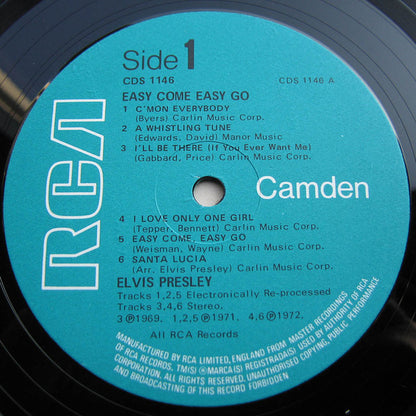 Side 1
CDS 1146
CDS 1146 A
EASY COME EASY GO
1 C'MON EVERYBODY
(Byers) Carlin Music Corp.
2 A WHISTLING TUNE
(Edwards, David) Manor Music
3 I'LL BE THERE (If You Ever Want Me)
(Gabbard, Price) Carlin Music Corp.
RCA
Camden
4 I LOVE ONLY ONE GIRL
(Tepper, Bennett) Carlin Music Corp.
5 EASY COME, EASY GO
(Weisman, Wayne) Carlin Music Corp.
6 SANTA LUCIA
(Arr. Elvis Presley) Carlin Music Corp.
ELVIS PRESLEY
Tracks 1,2,5 Electronically Re-processed
Tracks 3,4,6 Stereo.
3 ℗1969. 1,2,5 ℗1971. 4,6 ℗1972.
All RCA Records
MANUFACTURED BY RCA LIMITED, ENGLAND FROM MASTER RECORDINGS
OF RCA RECORDS, TMK(S) ® MARCA(S) REGISTRADA(S) USED BY AUTHORITY OF RCA
CORPORATION. ALL RIGHTS RESERVED. UNAUTHORISED COPYING, PUBLIC PERFORMANCE
AND BROADCASTING OF THIS RECORD FORBIDDEN